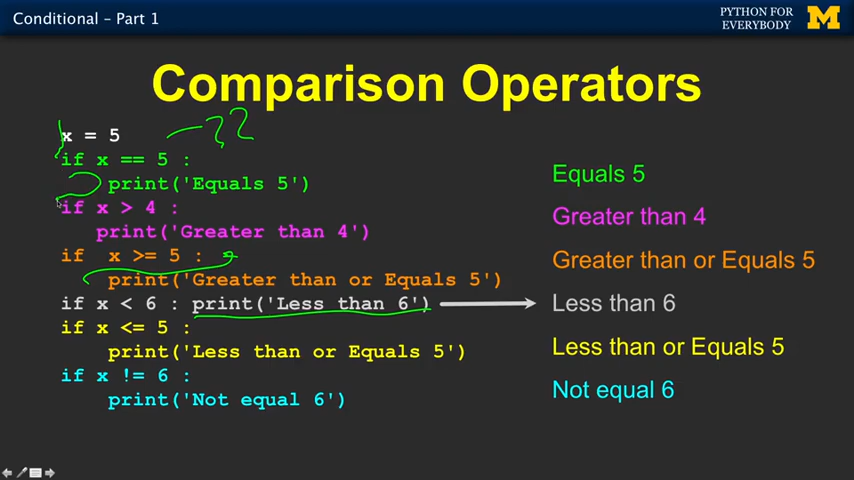 Conditional – Part 1
PYTHON FOR
EVERYBODY
M
Comparison Operators
x = 5
if x == 5 :
print('Equals 5')
if x > 4 :
print('Greater than 4')
if x >= 5 :
print('Greater than or Equals 5')
if x < 6 : print('Less than 6')
if x <= 5 :
print('Less than or Equals 5')
if x != 6 :
print('Not equal 6')
Equals 5
Greater than 4
Greater than or Equals 5
Less than 6
Less than or Equals 5
Not equal 6